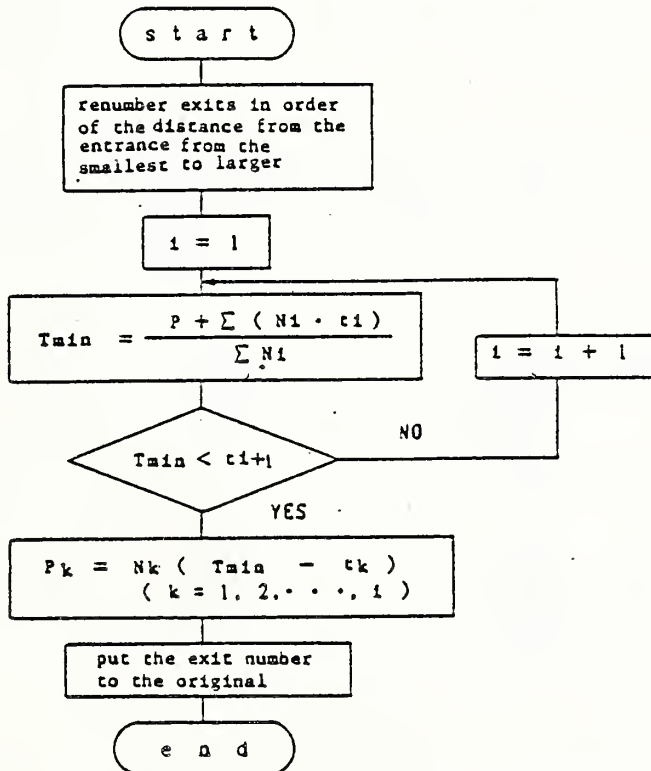 start
renumber exits in order
of the distance from the
entrance from the
smallest to larger
i = 1
Tmin = P + Σ ( Ni · ti ) / Σ Ni
i = i + 1
Tmin < ti+1
NO
YES
Pk = Nk ( Tmin - tk )
( k = 1, 2, · · ·, i )
put the exit number
to the original
end